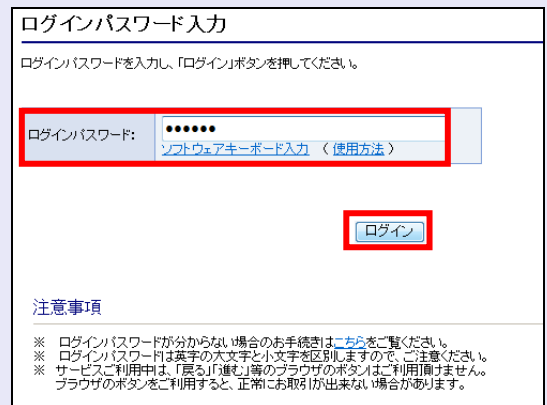 ログインパスワード入力
ログインパスワードを入力し、「ログイン」ボタンを押してください。
ログインパスワード: ●●●●●●
ソフトウェアキーボード入力 ( 使用方法 )
ログイン
注意事項
※ ログインパスワードが分からない場合のお手続きはこちらをご覧ください。
※ ログインパスワードは英字の大文字と小文字を区別しますので、ご注意ください。
※ サービスご利用中は、「戻る」「進む」等のブラウザのボタンはご利用頂けません。
ブラウザのボタンをご利用すると、正常にお取引が出来ない場合があります。